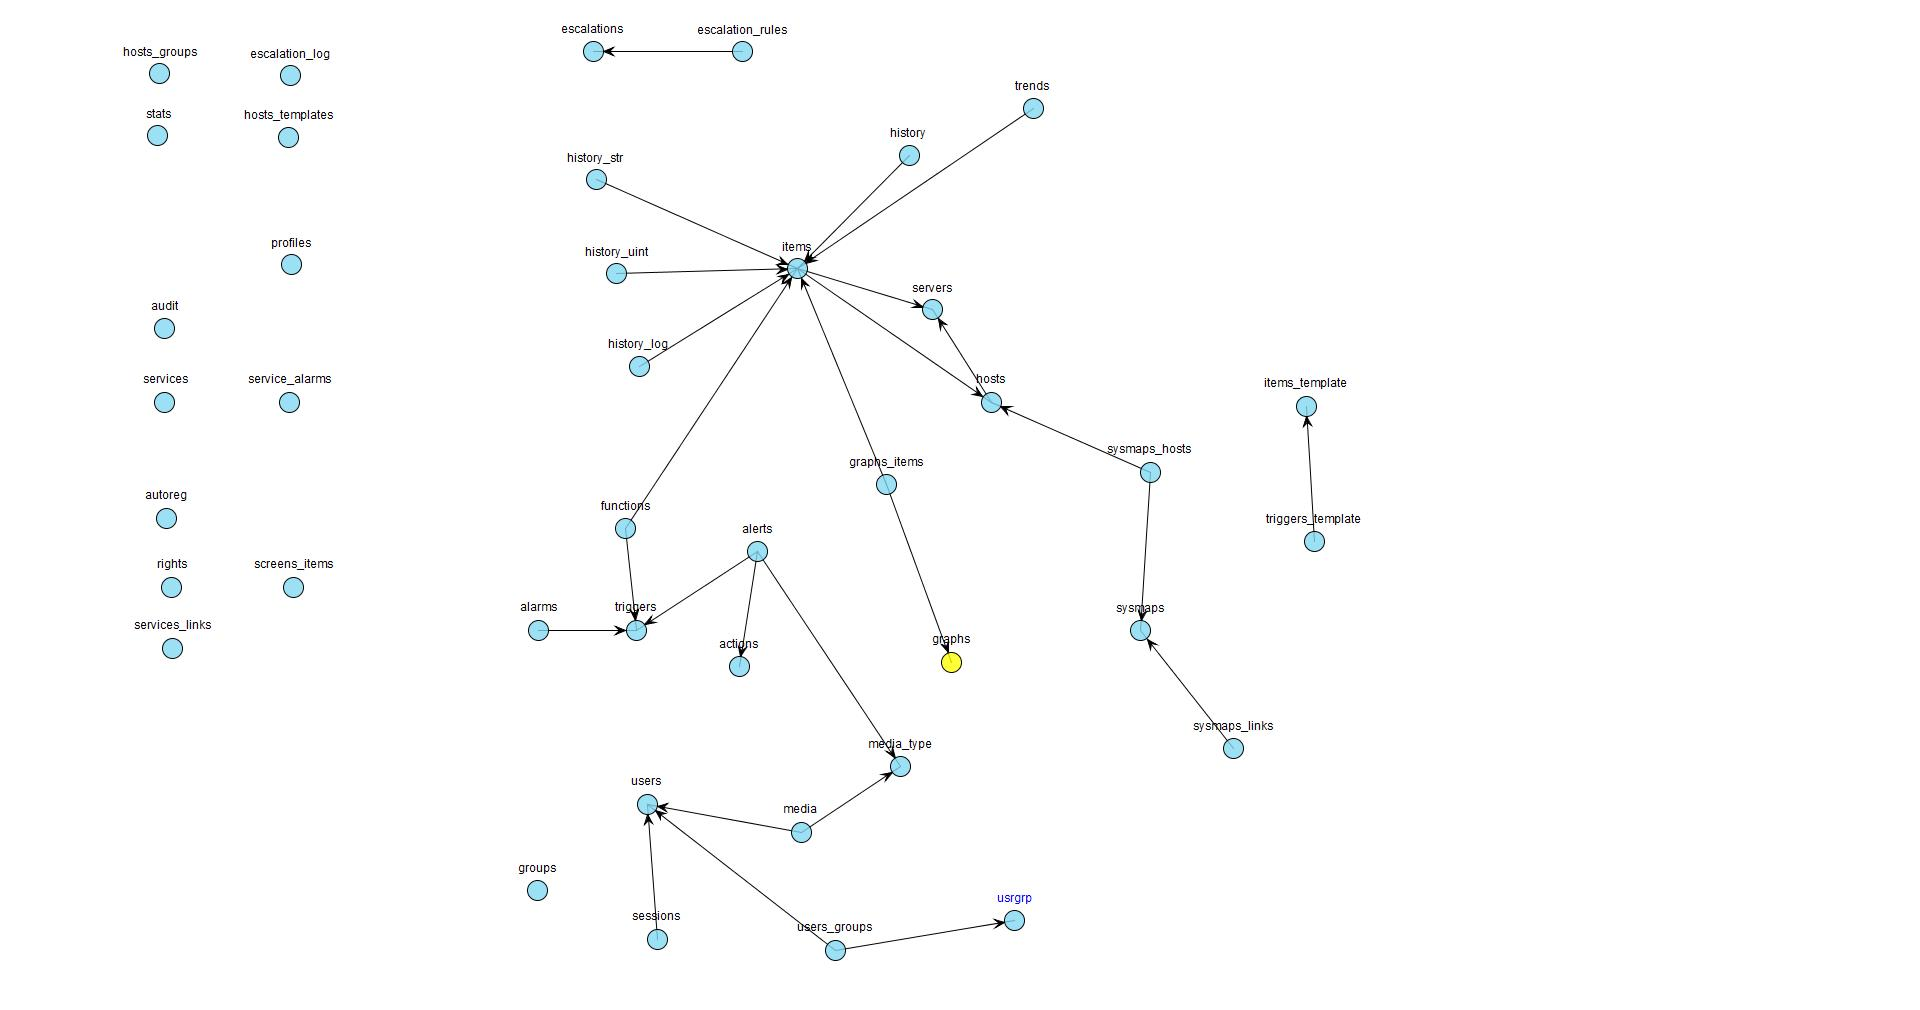 escalations
escalation_rules
hosts_groups
escalation_log
trends
stats
hosts_templates
history
history_str
profiles
items
history_uint
servers
audit
history_log
services
service_alarms
hosts
items_template
sysmaps_hosts
graphs_items
autoreg
functions
triggers_template
alerts
rights
screens_items
alarms
triggers
sysmaps
services_links
actions
graphs
sysmaps_links
media_type
users
media
groups
usrgrp
sessions
users_groups